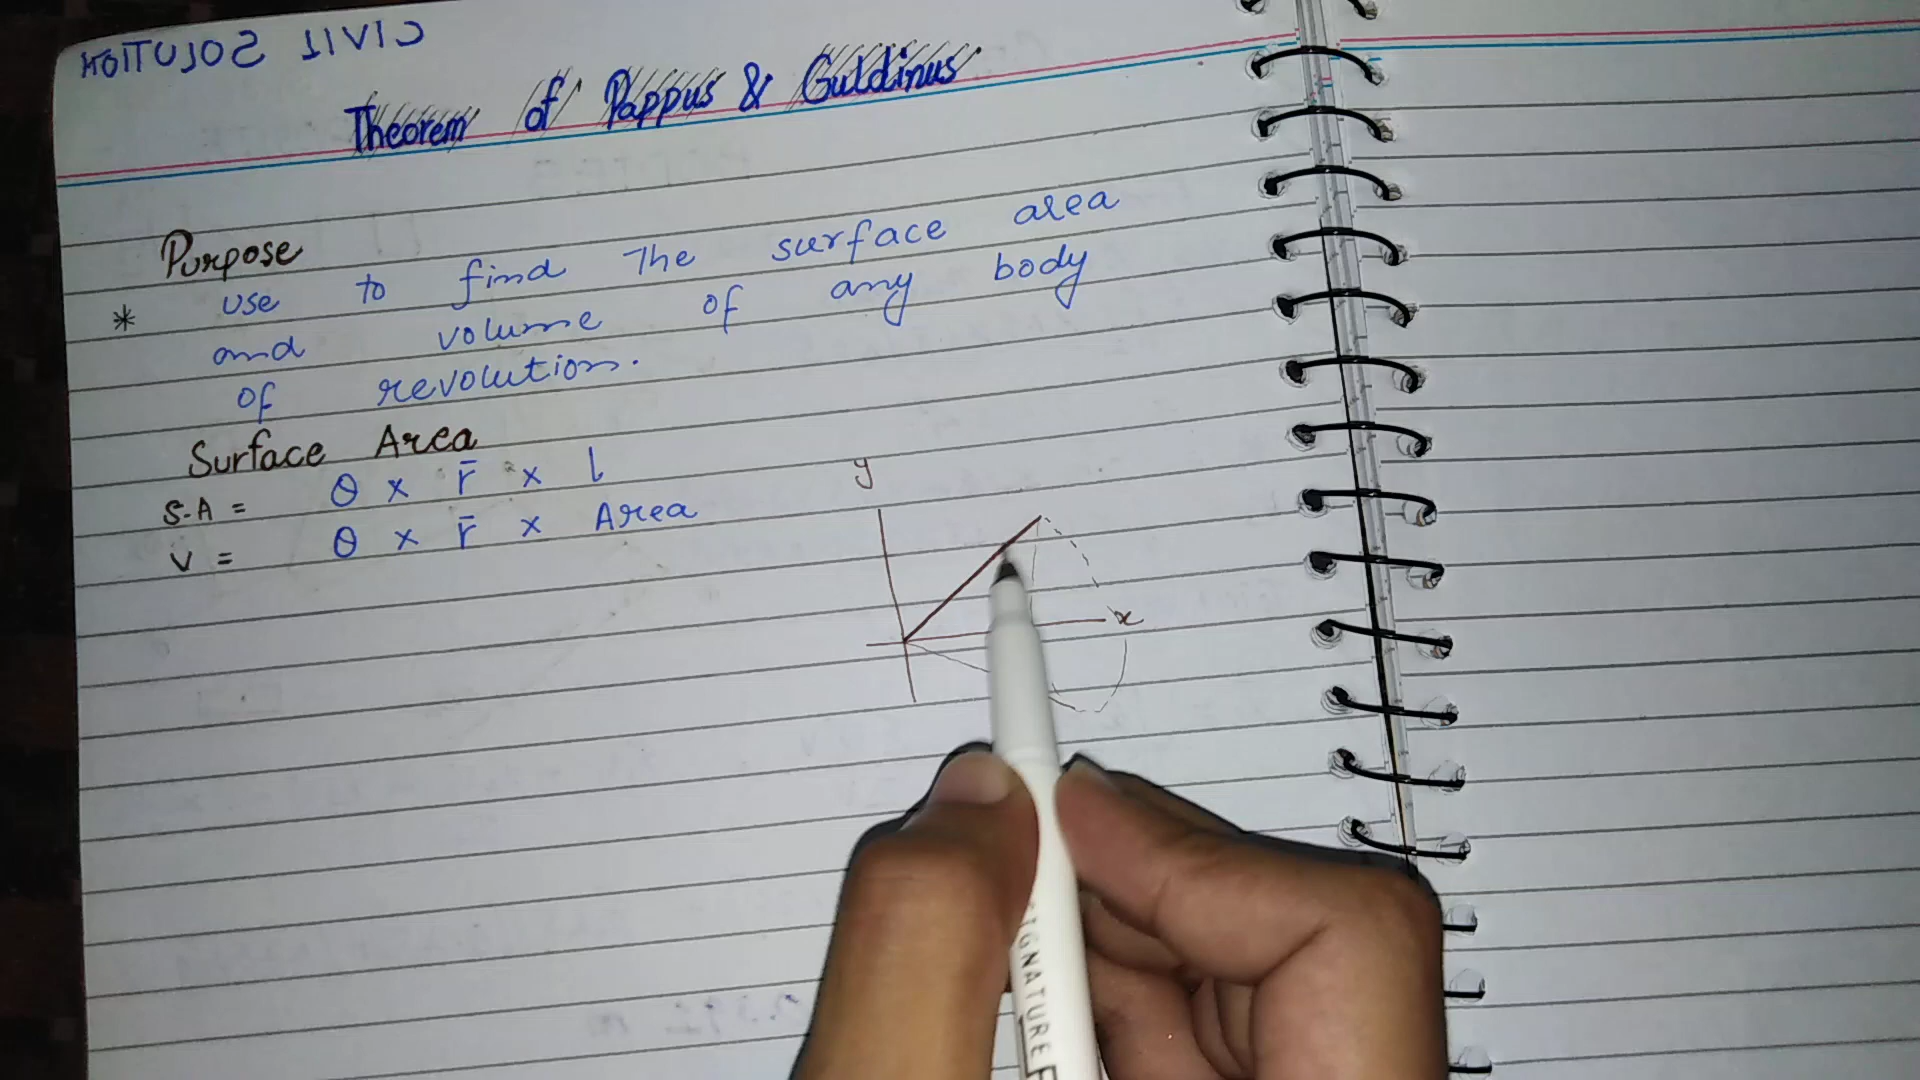 CIVIL SOLUTION
Theorem of Pappus & Guldinus
Purpose
* use to find The surface area
and volume of any body
of revolution.
Surface Area
S.A = θ × r̄ × l
V = θ × r̄ × Area
y
x
SIGNATURE